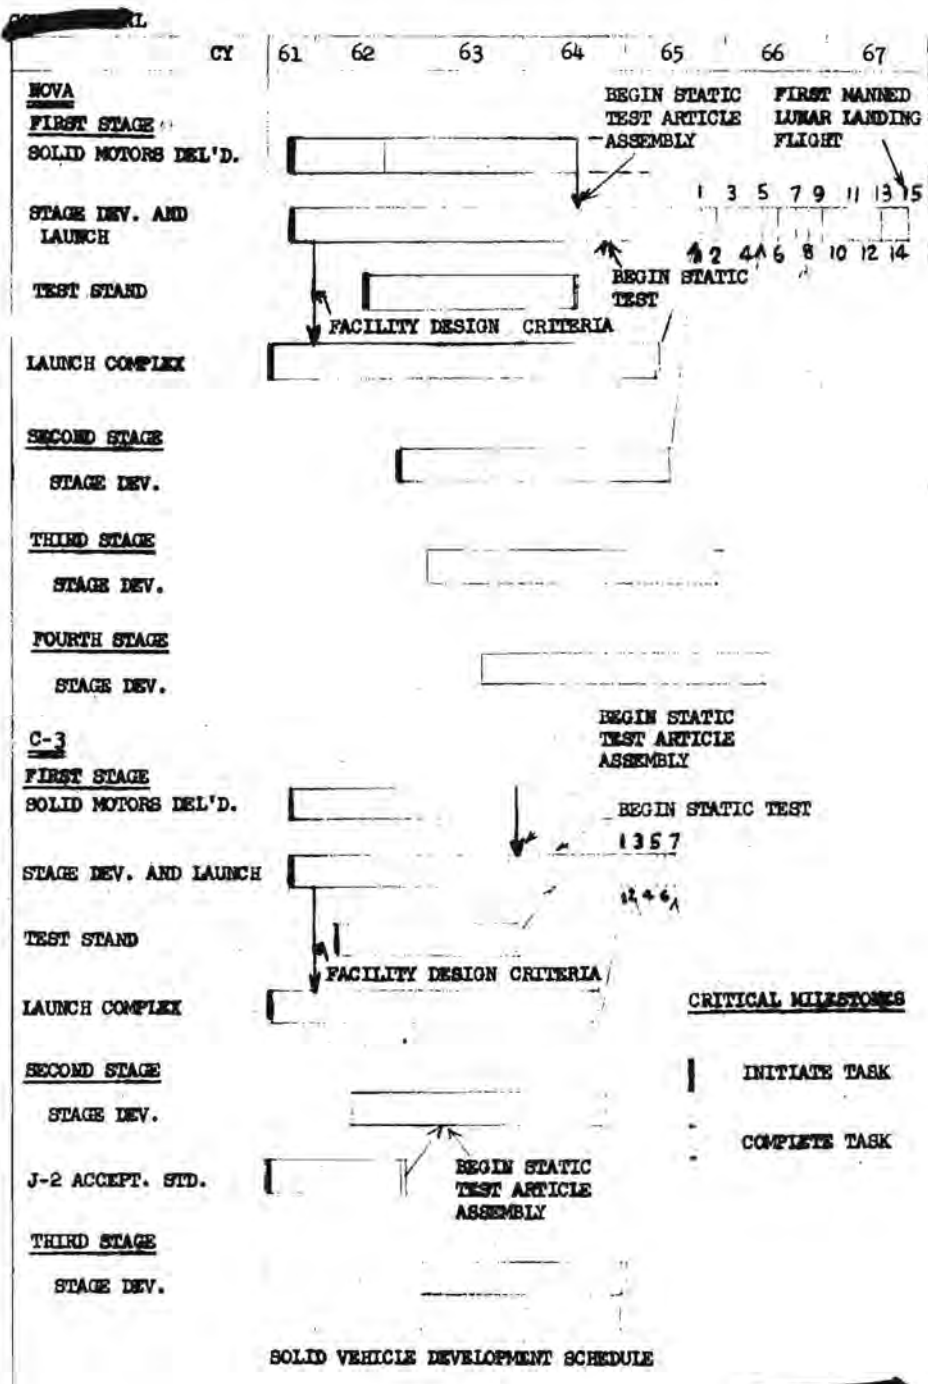 CY 61 62 63 64 65 66 67
NOVA
FIRST STAGE
SOLID MOTORS DEL'D.
BEGIN STATIC
TEST ARTICLE
ASSEMBLY
FIRST MANNED
LUNAR LANDING
FLIGHT
1 3 5 7 9 11 13 15
STAGE DEV. AND
LAUNCH
2 4 6 8 10 12 14
BEGIN STATIC
TEST
TEST STAND
FACILITY DESIGN CRITERIA
LAUNCH COMPLEX
SECOND STAGE
STAGE DEV.
THIRD STAGE
STAGE DEV.
FOURTH STAGE
STAGE DEV.
C-3
BEGIN STATIC
TEST ARTICLE
ASSEMBLY
FIRST STAGE
SOLID MOTORS DEL'D.
BEGIN STATIC TEST
1 3 5 7
STAGE DEV. AND LAUNCH
2 4 6
TEST STAND
FACILITY DESIGN CRITERIA
LAUNCH COMPLEX
CRITICAL MILESTONES
INITIATE TASK
COMPLETE TASK
SECOND STAGE
STAGE DEV.
J-2 ACCEPT. STD.
BEGIN STATIC
TEST ARTICLE
ASSEMBLY
THIRD STAGE
STAGE DEV.
SOLID VEHICLE DEVELOPMENT SCHEDULE